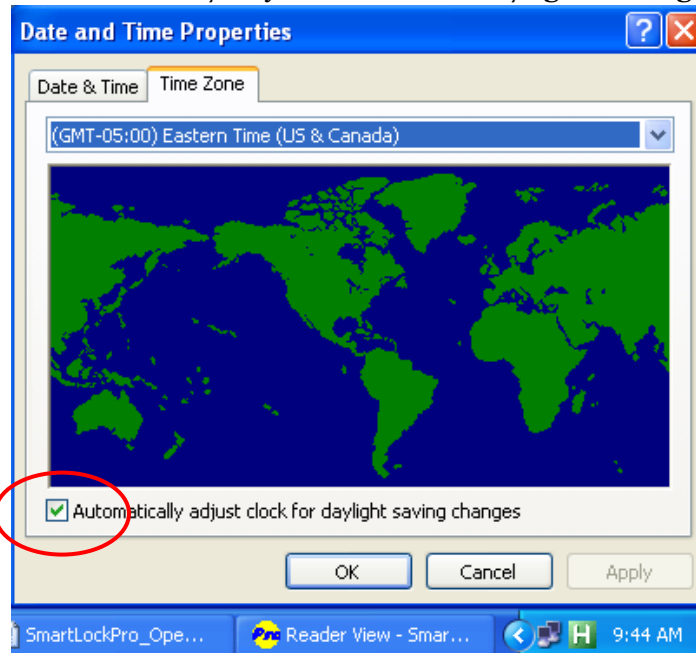 Date and Time Properties
Date & Time Time Zone
(GMT-05:00) Eastern Time (US & Canada)
Automatically adjust clock for daylight saving changes
OK Cancel Apply
SmartLockPro_Ope... Pro Reader View - Smar... H 9:44 AM